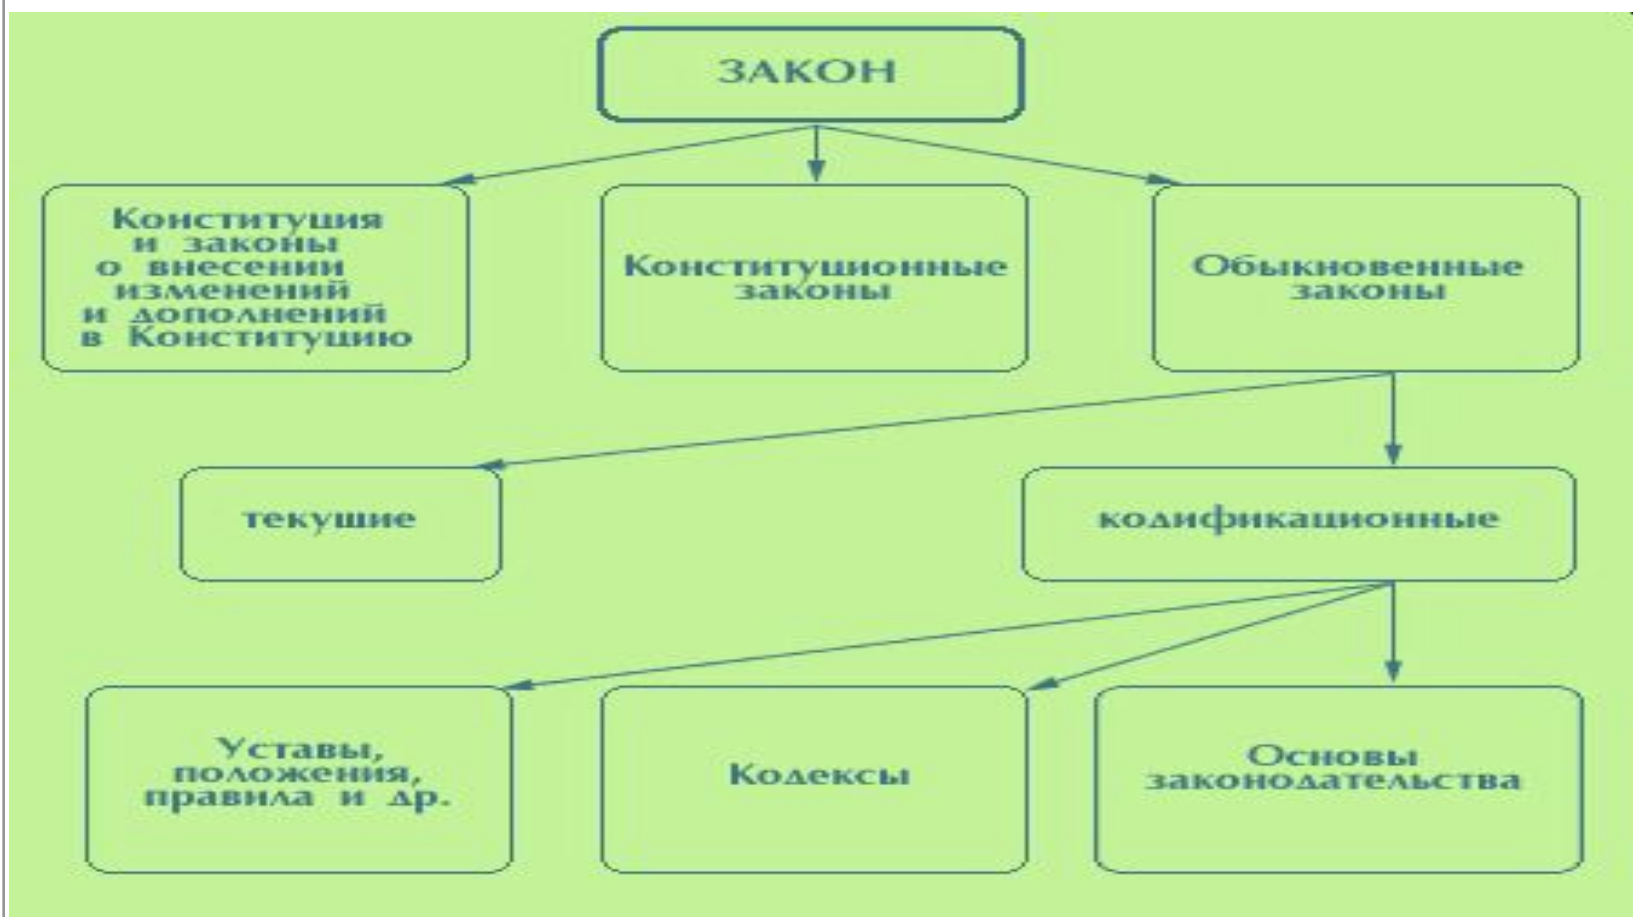 ЗАКОН
Конституция
и законы
о внесении
изменений
и дополнений
в Конституцию
Конституционные
законы
Обыкновенные
законы
текущие
кодификационные
Уставы,
положения,
правила и др.
Кодексы
Основы
законодательства